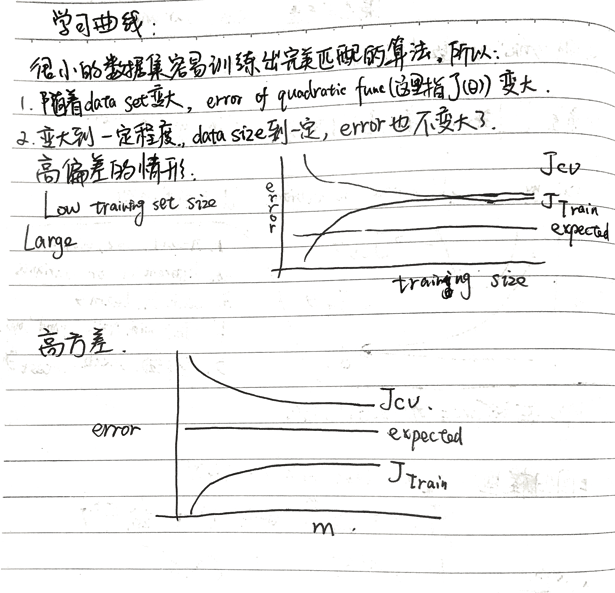 学习曲线：
很小的数据集容易训练出完美匹配的算法。所以：
1. 随着data set变大，error of quadratic func（这里指J(θ)）变大．
2. 变大到一定程度，data size到一定，error也不变大了．
高偏差的情形．
Low training set size
Large
error
Jcv
JTrain
expected
training size
高方差．
error
Jcv.
expected
JTrain
m.